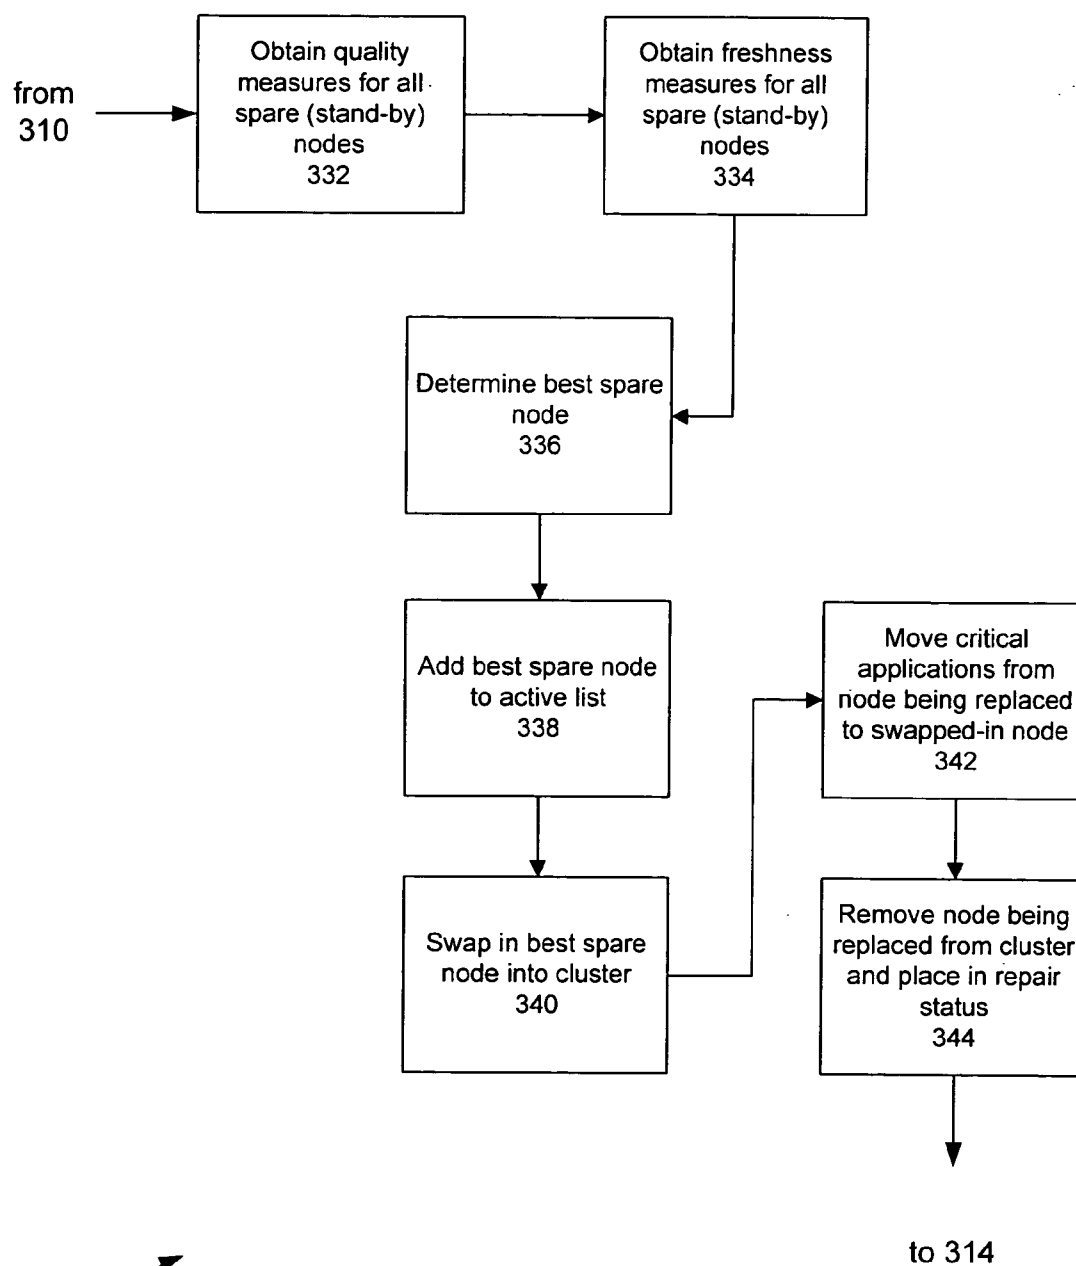 from
310
Obtain quality
measures for all
spare (stand-by)
nodes
332
Obtain freshness
measures for all
spare (stand-by)
nodes
334
Determine best spare
node
336
Add best spare node
to active list
338
Swap in best spare
node into cluster
340
Move critical
applications from
node being replaced
to swapped-in node
342
Remove node being
replaced from cluster
and place in repair
status
344
to 314